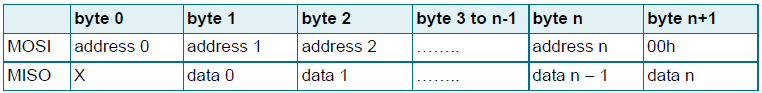 byte 0 byte 1 byte 2 byte 3 to n-1 byte n byte n+1
MOSI address 0 address 1 address 2 …….. address n 00h
MISO X data 0 data 1 …….. data n – 1 data n